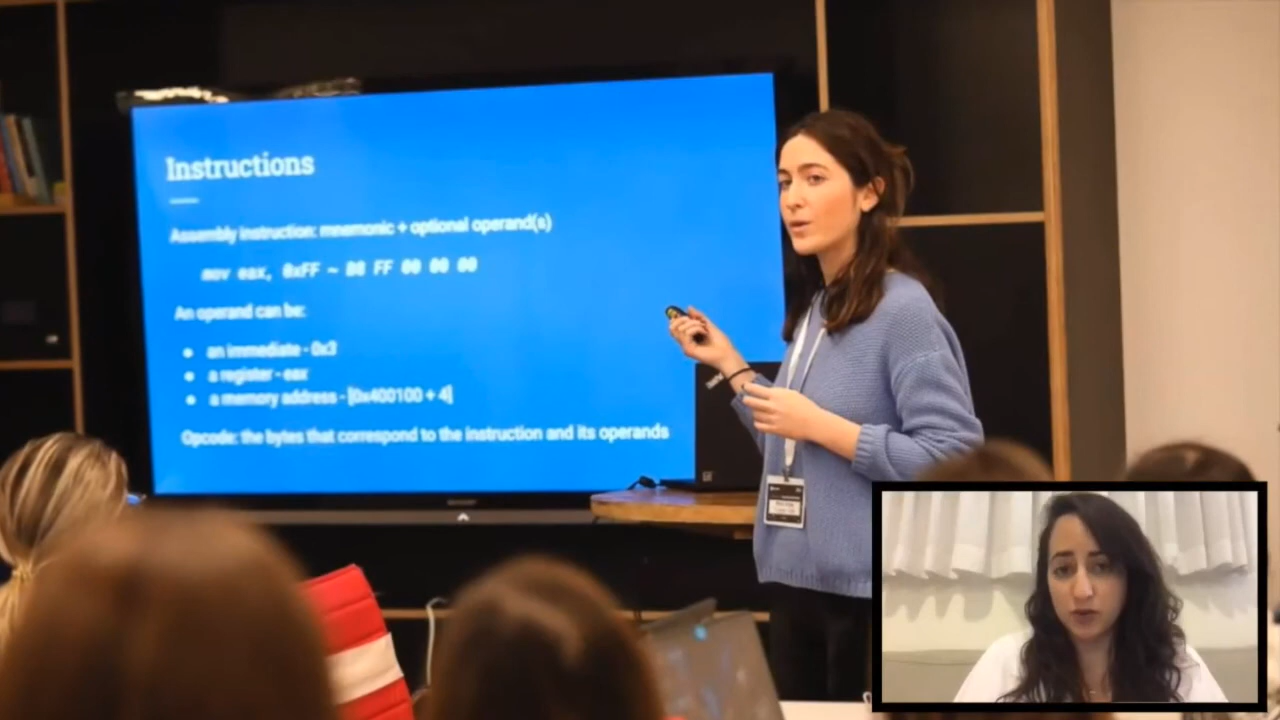 Instructions
Assembly instruction: mnemonic + optional operand(s)
mov eax, 0xFF ~ B8 FF 00 00 00
An operand can be:
● an immediate - 0x3
● a register - eax
● a memory address - [0x400100 + 4]
Opcode: the bytes that correspond to the instruction and its operands